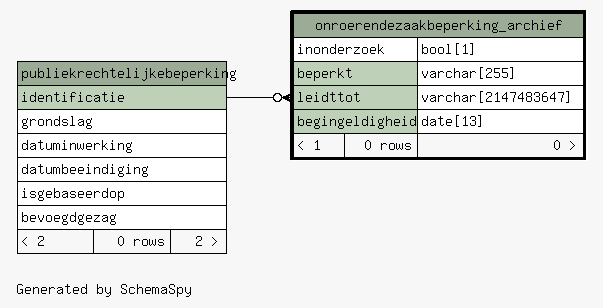 onroerendezaakbeperking_archief
inonderzoek bool[1]
beperkt varchar[255]
leidttot varchar[2147483647]
begingeldigheid date[13]
< 1 0 rows 0 >
publiekrechtelijkebeperking
identificatie
grondslag
datuminwerking
datumbeeindiging
isgebaseerdop
bevoegdgezag
< 2 0 rows 2 >
Generated by SchemaSpy